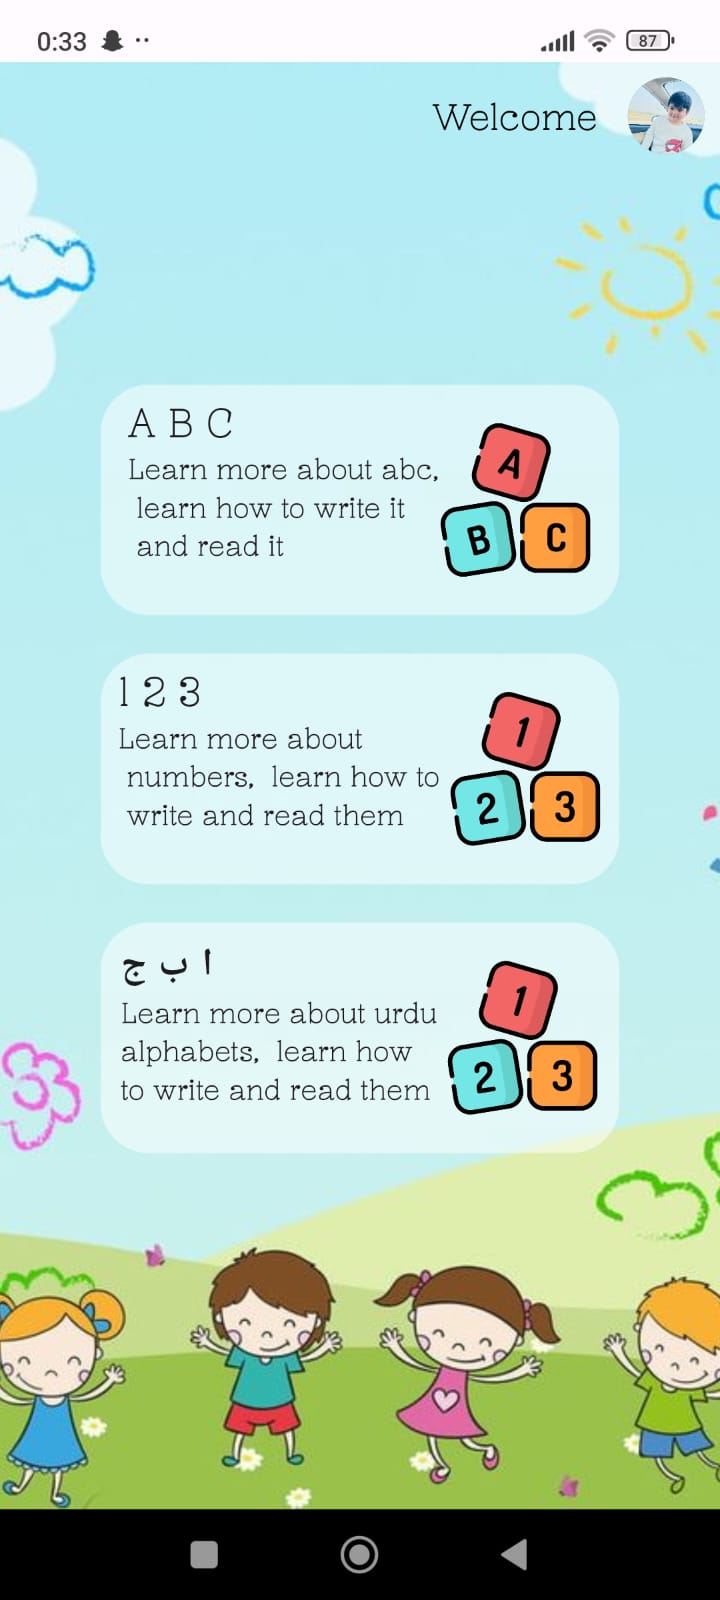 0:33
87
Welcome
A B C
Learn more about abc,
learn how to write it
and read it
A
B C
1 2 3
Learn more about
numbers, learn how to
write and read them
1
2 3
ا ب ج
Learn more about urdu
alphabets, learn how
to write and read them
1
2 3